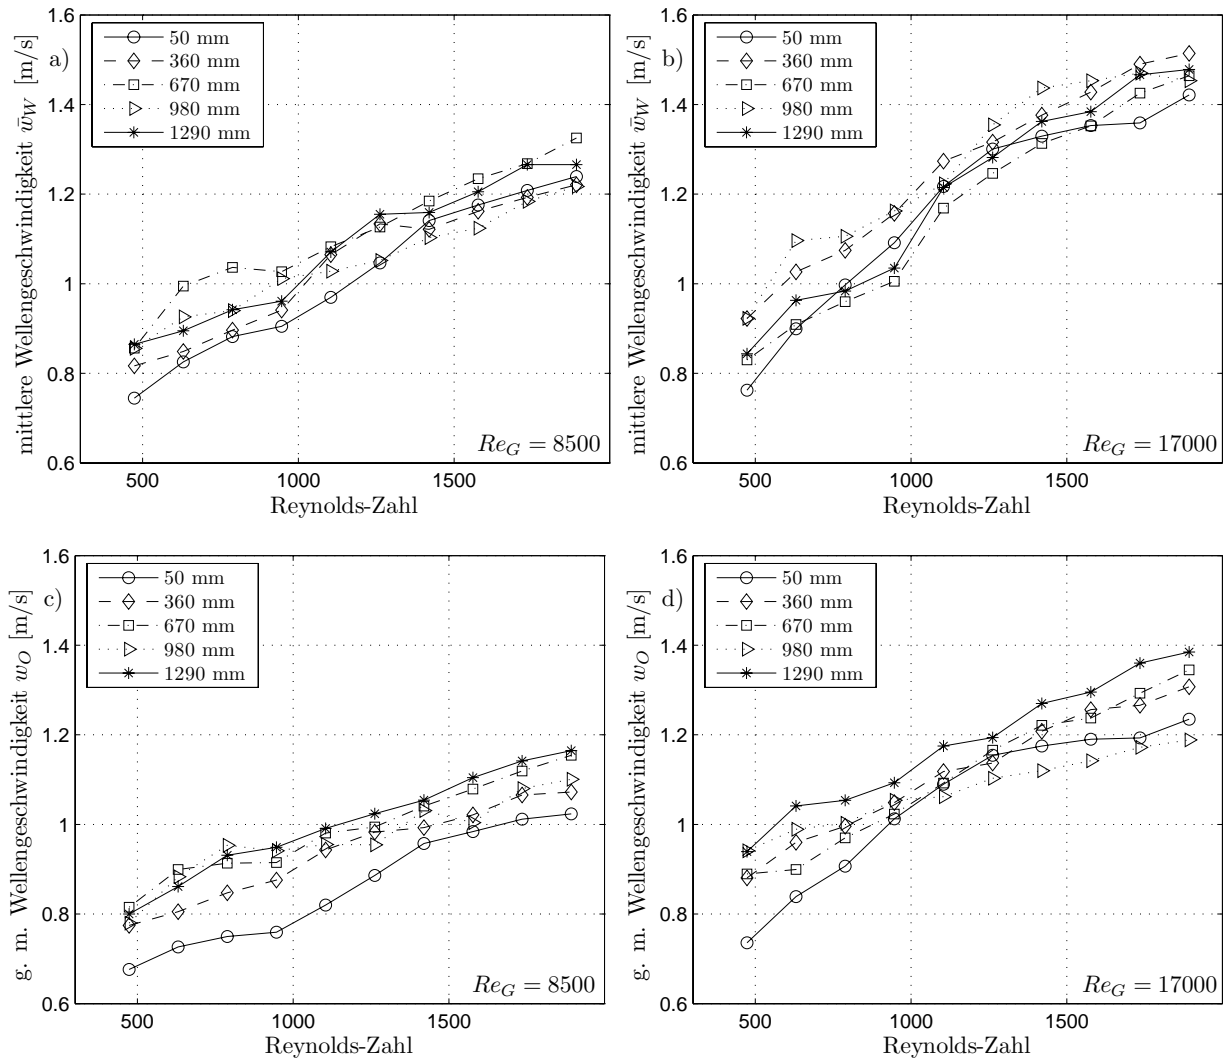 a)
mittlere Wellengeschwindigkeit w̄_W [m/s]
1.6
1.4
1.2
1
0.8
0.6
50 mm
360 mm
670 mm
980 mm
1290 mm
Re_G = 8500
500 1000 1500
Reynolds-Zahl
b)
mittlere Wellengeschwindigkeit w̄_W [m/s]
1.6
1.4
1.2
1
0.8
0.6
50 mm
360 mm
670 mm
980 mm
1290 mm
Re_G = 17000
500 1000 1500
Reynolds-Zahl
c)
g. m. Wellengeschwindigkeit w_O [m/s]
1.6
1.4
1.2
1
0.8
0.6
50 mm
360 mm
670 mm
980 mm
1290 mm
Re_G = 8500
500 1000 1500
Reynolds-Zahl
d)
g. m. Wellengeschwindigkeit w_O [m/s]
1.6
1.4
1.2
1
0.8
0.6
50 mm
360 mm
670 mm
980 mm
1290 mm
Re_G = 17000
500 1000 1500
Reynolds-Zahl